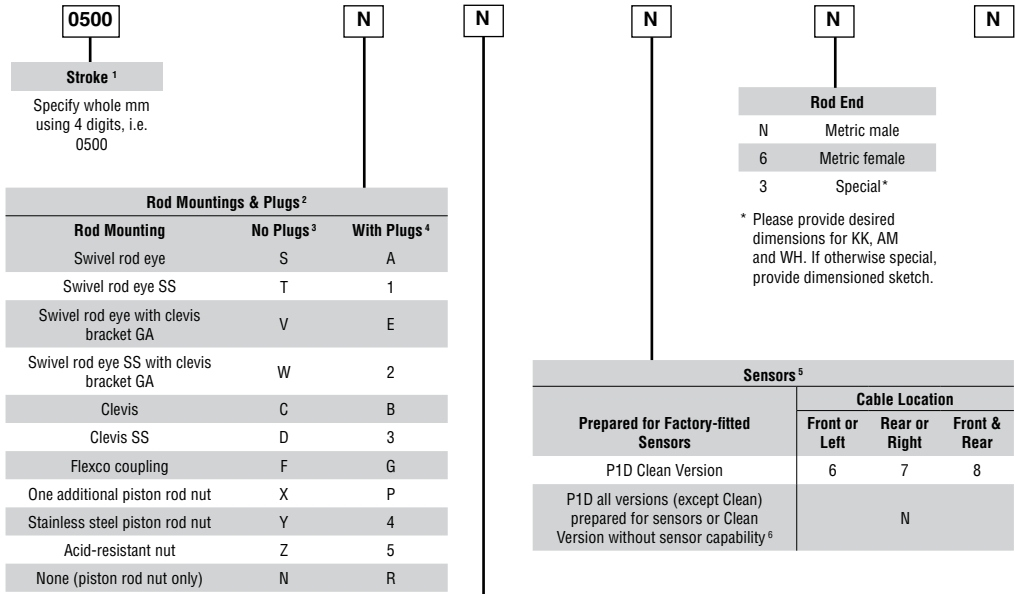 0500 N N N N N
Stroke 1
Specify whole mm
using 4 digits, i.e.
0500
Rod Mountings & Plugs 2
Rod Mounting No Plugs 3 With Plugs 4
Swivel rod eye S A
Swivel rod eye SS T 1
Swivel rod eye with clevis
bracket GA V E
Swivel rod eye SS with clevis
bracket GA W 2
Clevis C B
Clevis SS D 3
Flexco coupling F G
One additional piston rod nut X P
Stainless steel piston rod nut Y 4
Acid-resistant nut Z 5
None (piston rod nut only) N R
Rod End
N Metric male
6 Metric female
3 Special*
* Please provide desired
dimensions for KK, AM
and WH. If otherwise special,
provide dimensioned sketch.
Sensors 5
Cable Location
Prepared for Factory-fitted
Sensors
Front or
Left
Rear or
Right
Front &
Rear
P1D Clean Version 6 7 8
P1D all versions (except Clean)
prepared for sensors or Clean
Version without sensor capability 6
N